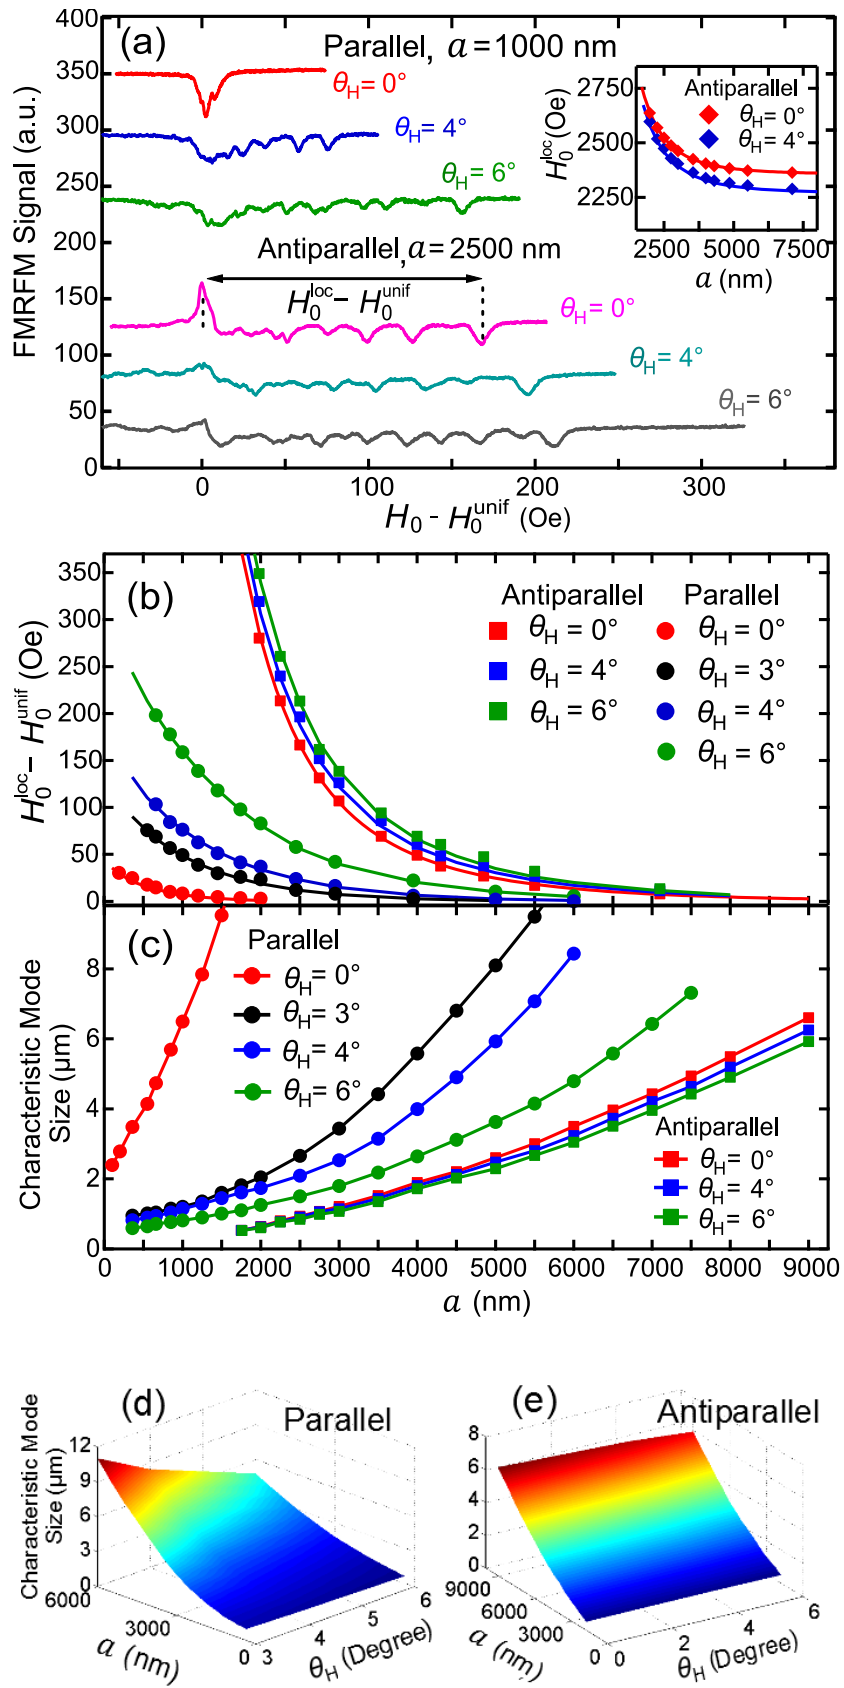 (a)
Parallel, a = 1000 nm
400
350
300
250
200
150
100
50
0
FMRFM Signal (a.u.)
θH = 0°
θH = 4°
θH = 6°
Antiparallel, a = 2500 nm
H0loc − H0unif
θH = 0°
θH = 4°
θH = 6°
0 100 200 300
H0 - H0unif (Oe)
2750
2500
2250
H0loc (Oe)
Antiparallel
θH = 0°
θH = 4°
2500 5000 7500
a (nm)
(b)
350
300
250
200
150
100
50
0
H0loc − H0unif (Oe)
Antiparallel Parallel
θH = 0° θH = 0°
θH = 4° θH = 3°
θH = 6° θH = 4°
θH = 6°
(c)
8
6
4
2
0
Characteristic Mode
Size (μm)
Parallel
θH = 0°
θH = 3°
θH = 4°
θH = 6°
Antiparallel
θH = 0°
θH = 4°
θH = 6°
0 1000 2000 3000 4000 5000 6000 7000 8000 9000
a (nm)
(d)
Parallel
12
9
6
3
0
Characteristic Mode
Size (μm)
6000
3000
0
a (nm)
3
4
5
6
θH (Degree)
(e)
Antiparallel
8
6
4
2
0
9000
6000
3000
0
a (nm)
0
2
4
6
θH (Degree)